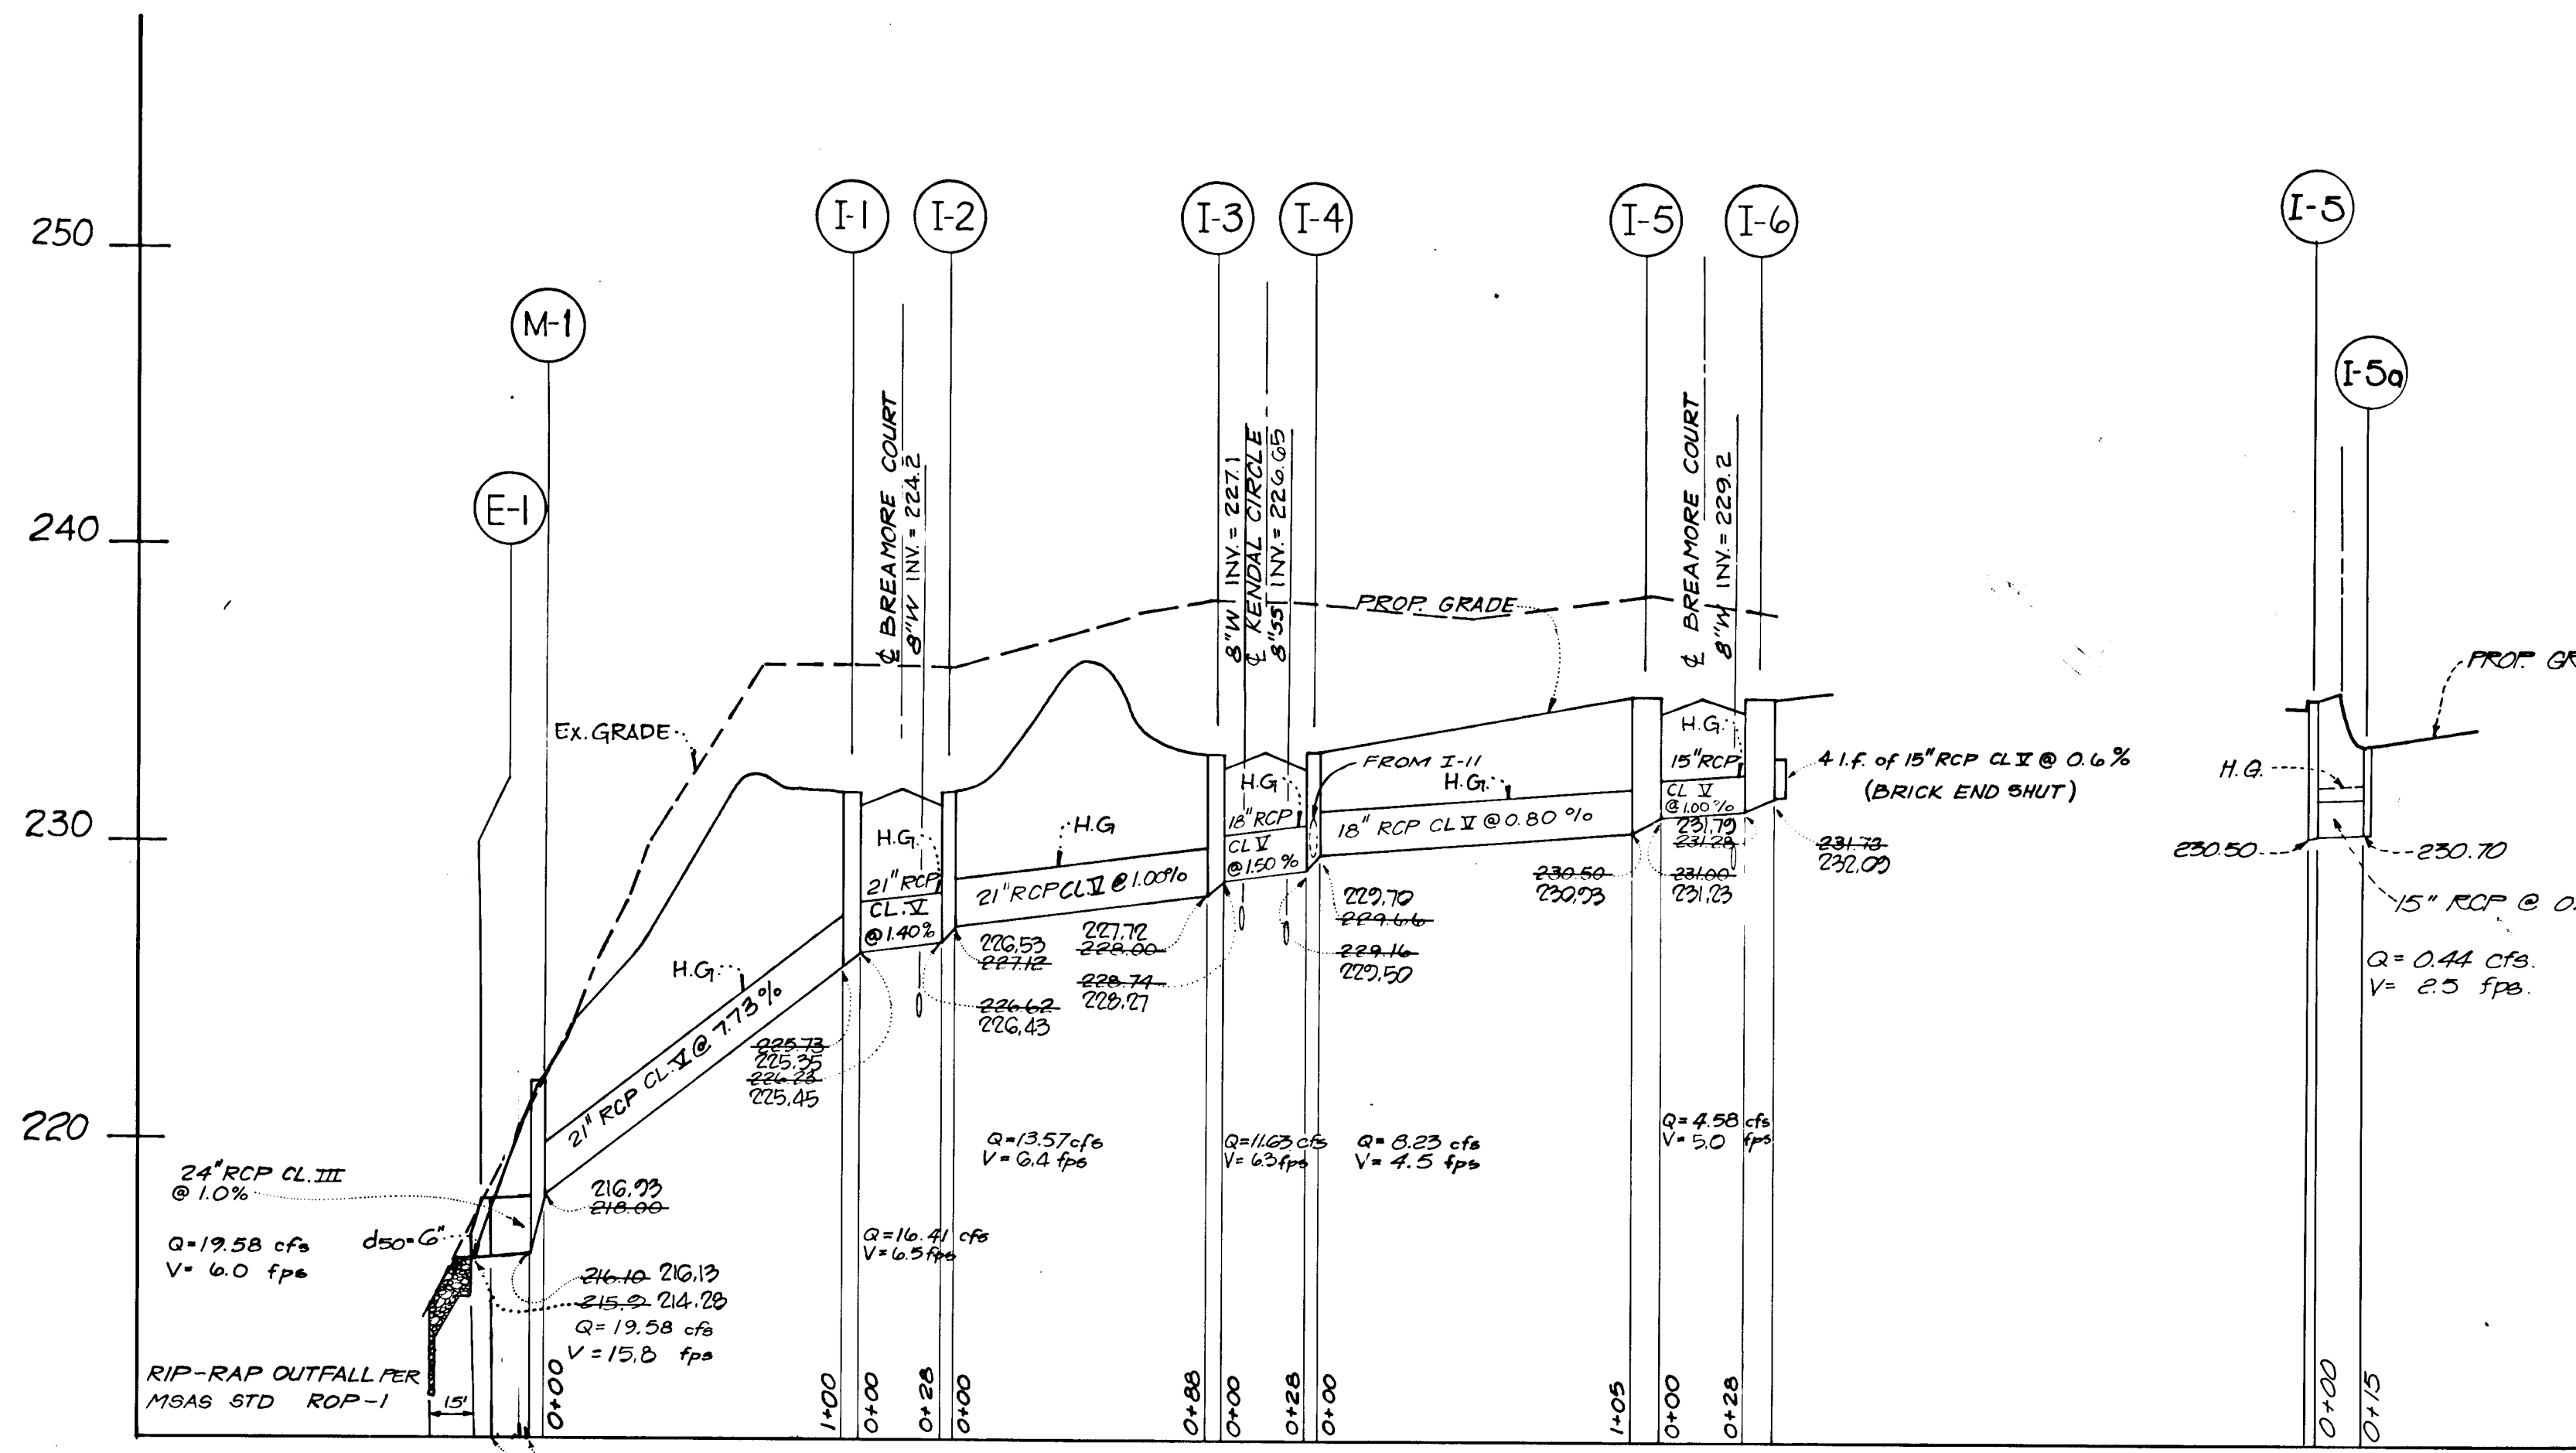 250
240
230
220
E-1
M-1
I-1
I-2
I-3
I-4
I-5
I-6
I-5
I-5a
℄ BREAMORE COURT
8"W INV.= 224.2
8"W INV.= 227.1
℄ KENDAL CIRCLE
8"SS INV.= 226.65
℄ BREAMORE COURT
8"W INV.= 229.2
EX. GRADE
PROP. GRADE
PROP. GR
H.G.
21" RCP CL.V @ 7.73%
H.G.
21" RCP
CL.V
@ 1.40%
H.G
21" RCP CL V @ 1.00%
H.G.
18" RCP
CL V
@ 1.50%
FROM I-11
H.G.
18" RCP CL V @ 0.80 %
H.G.
15" RCP
CL V
@ 1.00%
4 l.f. of 15" RCP CL V @ 0.6%
(BRICK END SHUT)
H.G.
231.79
231.28
231.00
231.23
231.73
232.09
230.50
230.93
229.70
229.66
229.16
229.50
227.72
228.00
228.74
228.27
226.53
227.12
226.62
226.43
225.73
225.35
226.23
225.45
216.93
218.00
216.10 216.13
215.9 214.28
Q= 19.58 cfs
V = 15.8 fps
24" RCP CL. III
@ 1.0%
Q=19.58 cfs
V= 6.0 fps
d50=6"
Q=16.41 cfs
V= 6.5 fps
Q=13.57 cfs
V= 6.4 fps
Q=11.63 cfs
V= 6.3 fps
Q= 8.23 cfs
V= 4.5 fps
Q= 4.58 cfs
V= 5.0 fps
230.50
230.70
15" RCP @ 0.
Q= 0.44 cfs.
V= 2.5 fps.
RIP-RAP OUTFALL PER
MSAS STD ROP-1
15'
0+00
1+00
0+00
0+28
0+00
0+88
0+00
0+28
0+00
1+05
0+00
0+28
0+00
0+15